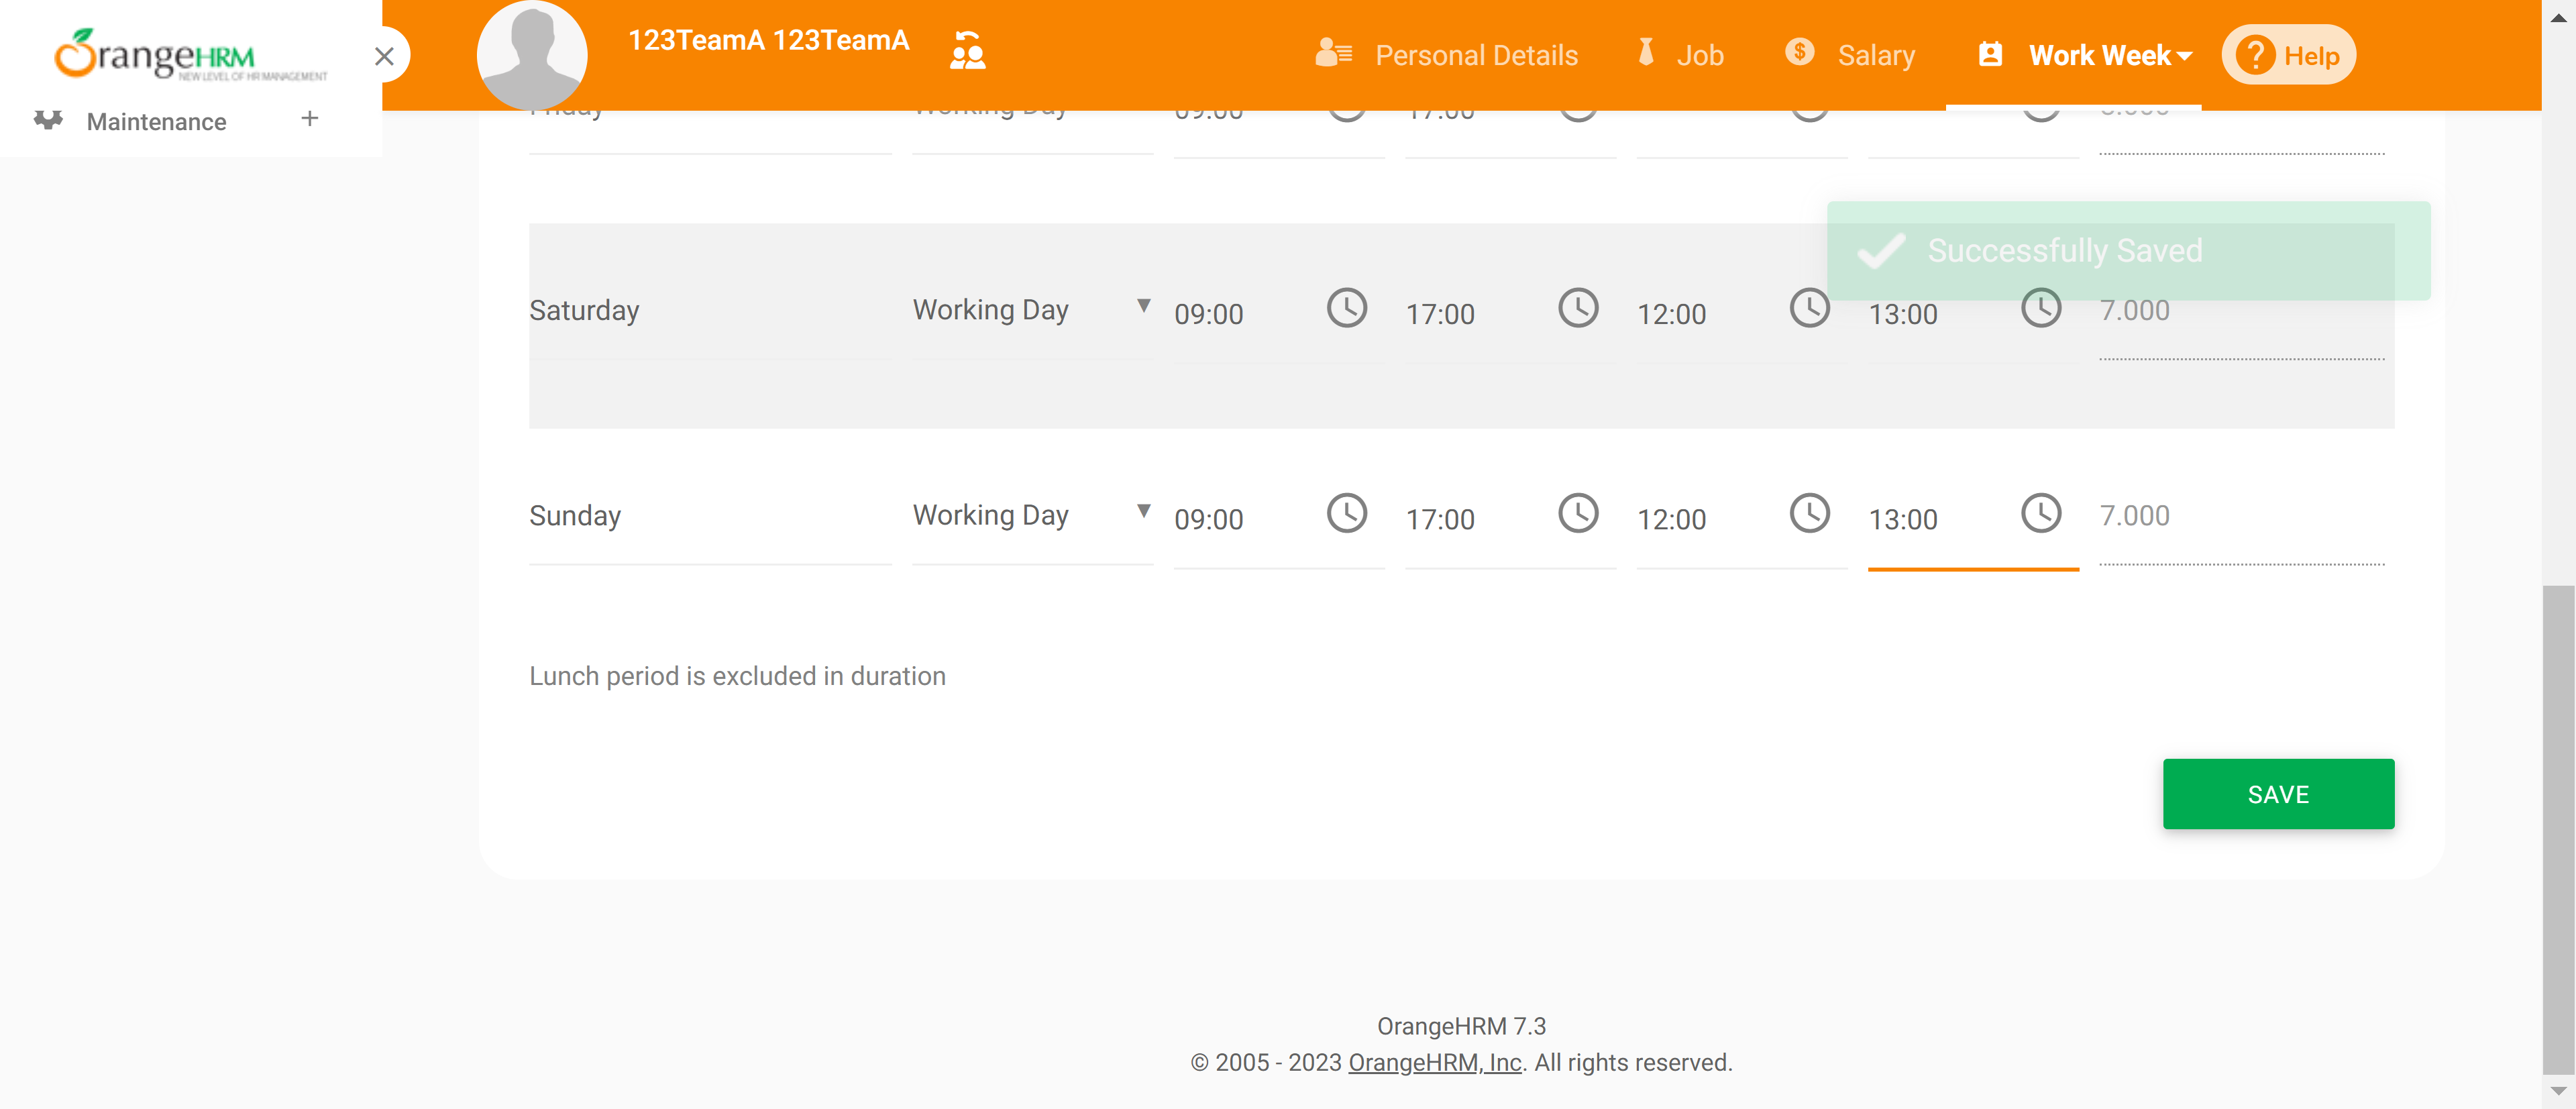 OrangeHRM
NEW LEVEL OF HR MANAGEMENT
123TeamA 123TeamA
Personal Details
Job
Salary
Work Week
? Help
Maintenance +
Friday Working Day 09:00 17:00 8.000
Successfully Saved
Saturday Working Day 09:00 17:00 12:00 13:00 7.000
Sunday Working Day 09:00 17:00 12:00 13:00 7.000
Lunch period is excluded in duration
SAVE
OrangeHRM 7.3
© 2005 - 2023 OrangeHRM, Inc. All rights reserved.